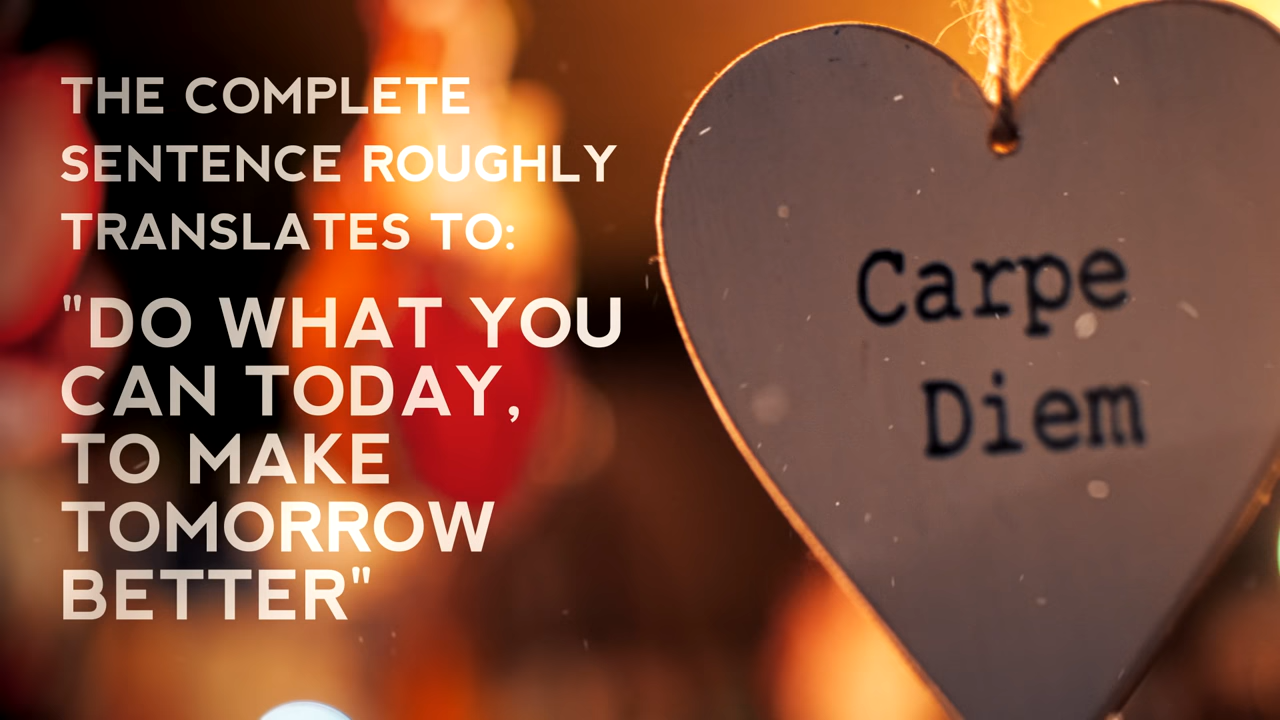 THE COMPLETE
SENTENCE ROUGHLY
TRANSLATES TO:
"DO WHAT YOU
CAN TODAY,
TO MAKE
TOMORROW
BETTER"
Carpe
Diem